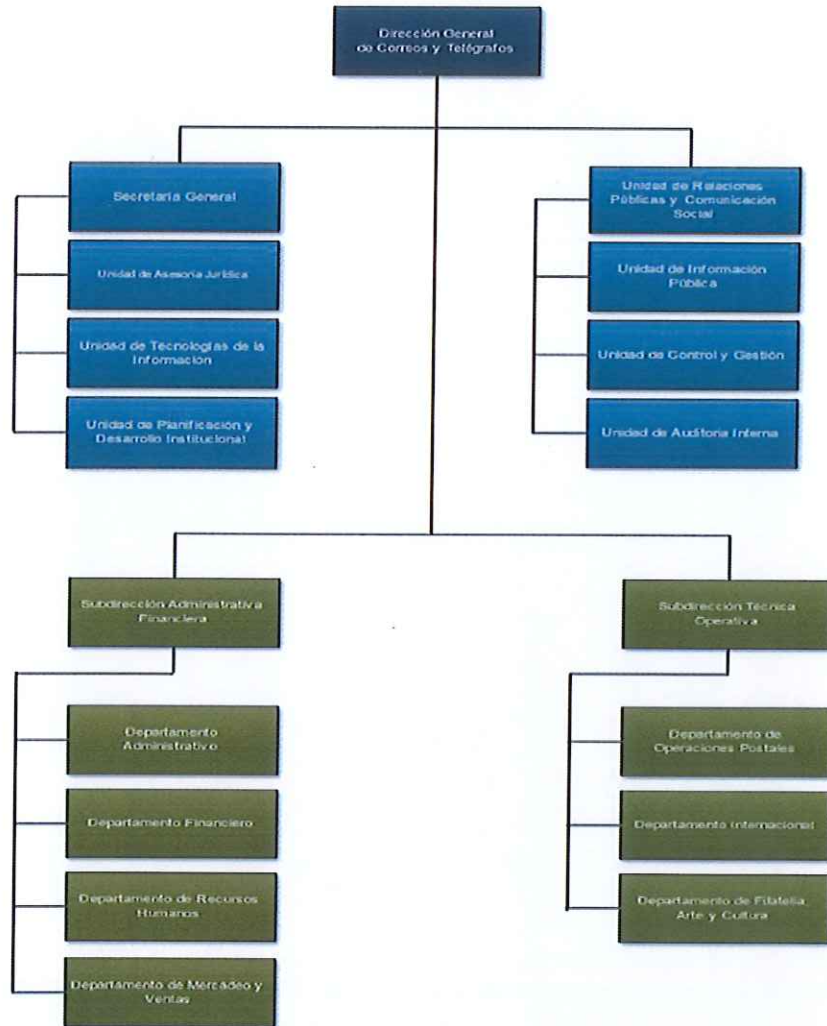 Dirección General
de Correos y Telégrafos
Secretaría General
Unidad de Asesoría Jurídica
Unidad de Tecnologías de la
Información
Unidad de Planificación y
Desarrollo Institucional
Unidad de Relaciones
Públicas y Comunicación
Social
Unidad de Información
Pública
Unidad de Control y Gestión
Unidad de Auditoria Interna
Subdirección Administrativa
Financiera
Departamento
Administrativo
Departamento Financiero
Departamento de Recursos
Humanos
Departamento de Mercadeo y
Ventas
Subdirección Técnica
Operativa
Departamento de
Operaciones Postales
Departamento Internacional
Departamento de Filatelia,
Arte y Cultura